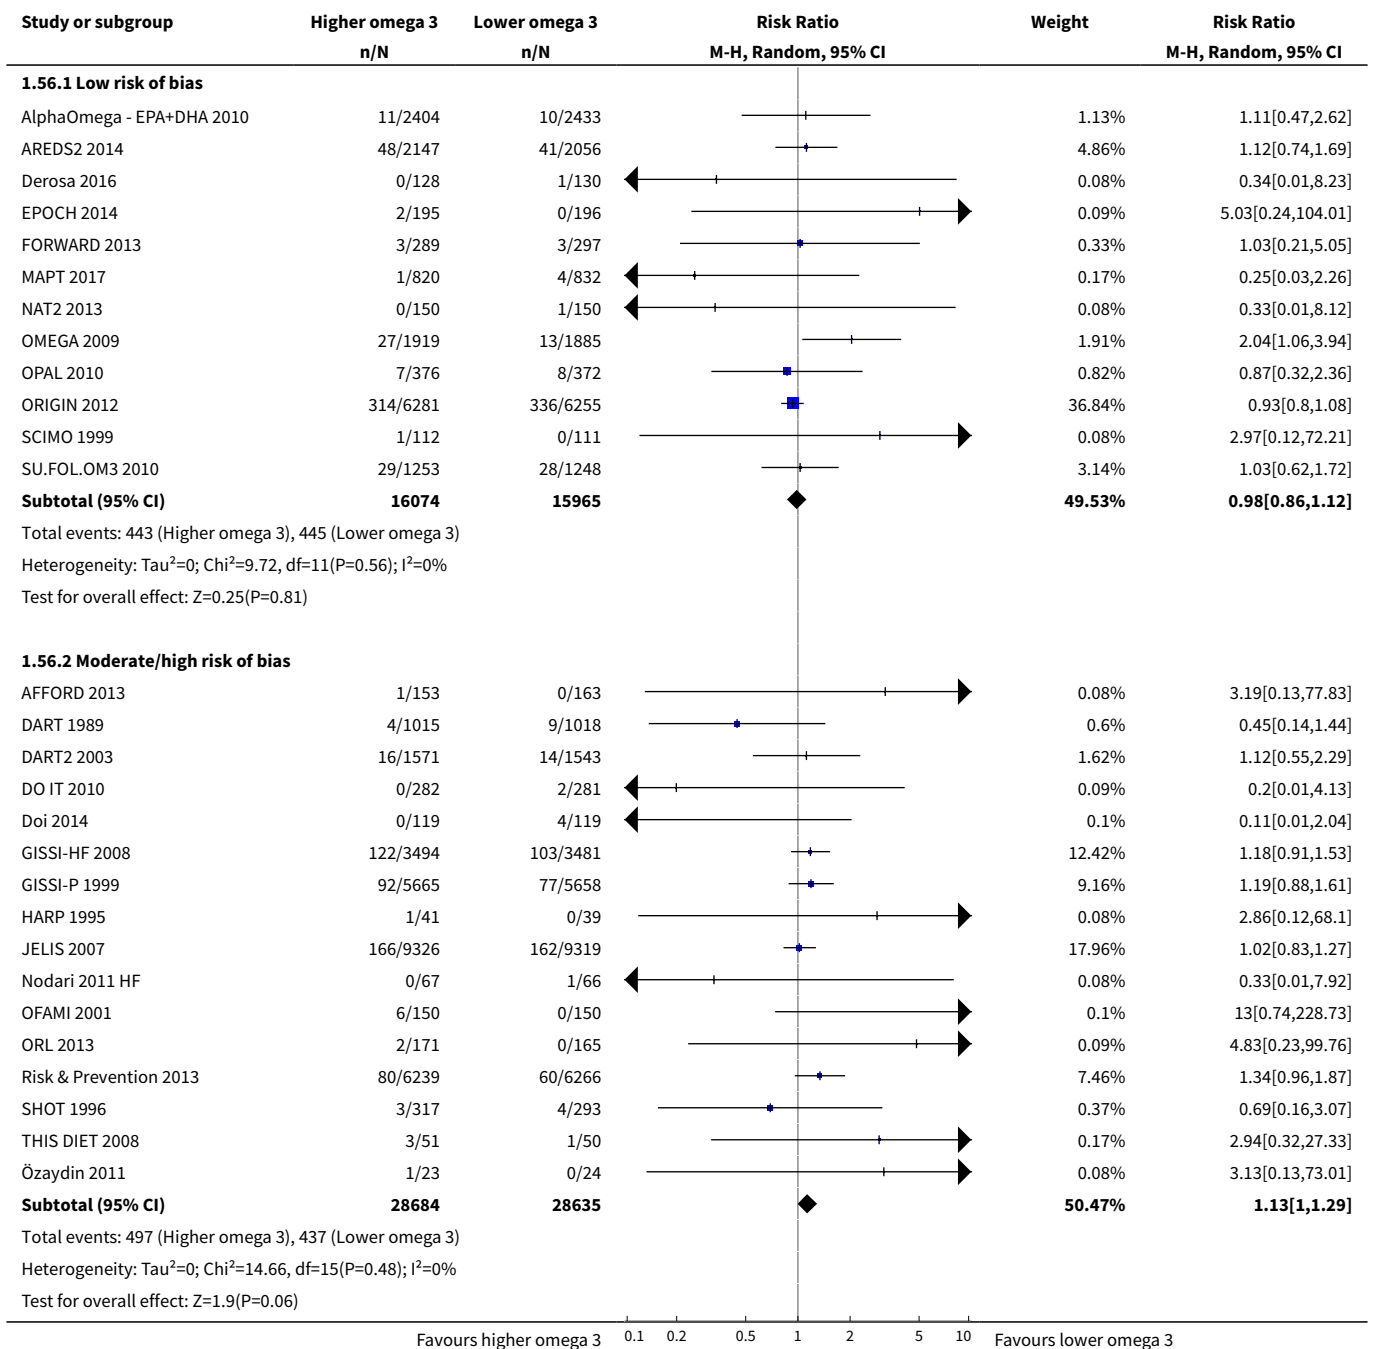 Study or subgroup Higher omega 3 Lower omega 3 Risk Ratio Weight Risk Ratio
n/N n/N M-H, Random, 95% CI M-H, Random, 95% CI
1.56.1 Low risk of bias
AlphaOmega - EPA+DHA 2010 11/2404 10/2433 1.13% 1.11[0.47,2.62]
AREDS2 2014 48/2147 41/2056 4.86% 1.12[0.74,1.69]
Derosa 2016 0/128 1/130 0.08% 0.34[0.01,8.23]
EPOCH 2014 2/195 0/196 0.09% 5.03[0.24,104.01]
FORWARD 2013 3/289 3/297 0.33% 1.03[0.21,5.05]
MAPT 2017 1/820 4/832 0.17% 0.25[0.03,2.26]
NAT2 2013 0/150 1/150 0.08% 0.33[0.01,8.12]
OMEGA 2009 27/1919 13/1885 1.91% 2.04[1.06,3.94]
OPAL 2010 7/376 8/372 0.82% 0.87[0.32,2.36]
ORIGIN 2012 314/6281 336/6255 36.84% 0.93[0.8,1.08]
SCIMO 1999 1/112 0/111 0.08% 2.97[0.12,72.21]
SU.FOL.OM3 2010 29/1253 28/1248 3.14% 1.03[0.62,1.72]
Subtotal (95% CI) 16074 15965 49.53% 0.98[0.86,1.12]
Total events: 443 (Higher omega 3), 445 (Lower omega 3)
Heterogeneity: Tau²=0; Chi²=9.72, df=11(P=0.56); I²=0%
Test for overall effect: Z=0.25(P=0.81)
1.56.2 Moderate/high risk of bias
AFFORD 2013 1/153 0/163 0.08% 3.19[0.13,77.83]
DART 1989 4/1015 9/1018 0.6% 0.45[0.14,1.44]
DART2 2003 16/1571 14/1543 1.62% 1.12[0.55,2.29]
DO IT 2010 0/282 2/281 0.09% 0.2[0.01,4.13]
Doi 2014 0/119 4/119 0.1% 0.11[0.01,2.04]
GISSI-HF 2008 122/3494 103/3481 12.42% 1.18[0.91,1.53]
GISSI-P 1999 92/5665 77/5658 9.16% 1.19[0.88,1.61]
HARP 1995 1/41 0/39 0.08% 2.86[0.12,68.1]
JELIS 2007 166/9326 162/9319 17.96% 1.02[0.83,1.27]
Nodari 2011 HF 0/67 1/66 0.08% 0.33[0.01,7.92]
OFAMI 2001 6/150 0/150 0.1% 13[0.74,228.73]
ORL 2013 2/171 0/165 0.09% 4.83[0.23,99.76]
Risk & Prevention 2013 80/6239 60/6266 7.46% 1.34[0.96,1.87]
SHOT 1996 3/317 4/293 0.37% 0.69[0.16,3.07]
THIS DIET 2008 3/51 1/50 0.17% 2.94[0.32,27.33]
Özaydin 2011 1/23 0/24 0.08% 3.13[0.13,73.01]
Subtotal (95% CI) 28684 28635 50.47% 1.13[1,1.29]
Total events: 497 (Higher omega 3), 437 (Lower omega 3)
Heterogeneity: Tau²=0; Chi²=14.66, df=15(P=0.48); I²=0%
Test for overall effect: Z=1.9(P=0.06)
Favours higher omega 3 0.1 0.2 0.5 1 2 5 10 Favours lower omega 3